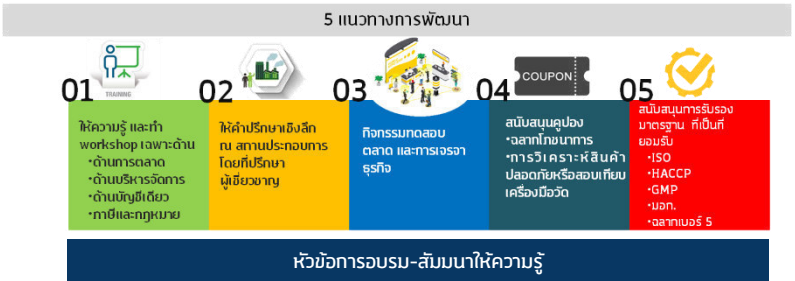 5 แนวทางการพัฒนา
01
TRAINING
ให้ความรู้ และทำ
workshop เฉพาะด้าน
•ด้านการตลาด
•ด้านบริหารจัดการ
•ด้านบัญชีเดียว
•ภาษีและกฎหมาย
02
ให้คำปรึกษาเชิงลึก
ณ สถานประกอบการ
โดยที่ปรึกษา
ผู้เชี่ยวชาญ
03
กิจกรรมทดสอบ
ตลาด และการเจรจา
ธุรกิจ
04
COUPON
สนับสนุนคูปอง
•ฉลากโภชนาการ
•การวิเคราะห์สินค้า
ปลอดภัยหรือสอบเทียบ
เครื่องมือวัด
05
สนับสนุนการรับรอง
มาตรฐาน ที่เป็นที่
ยอมรับ
•ISO
•HACCP
•GMP
•มอก.
•ฉลากเบอร์ 5
หัวข้อการอบรม-สัมมนาให้ความรู้